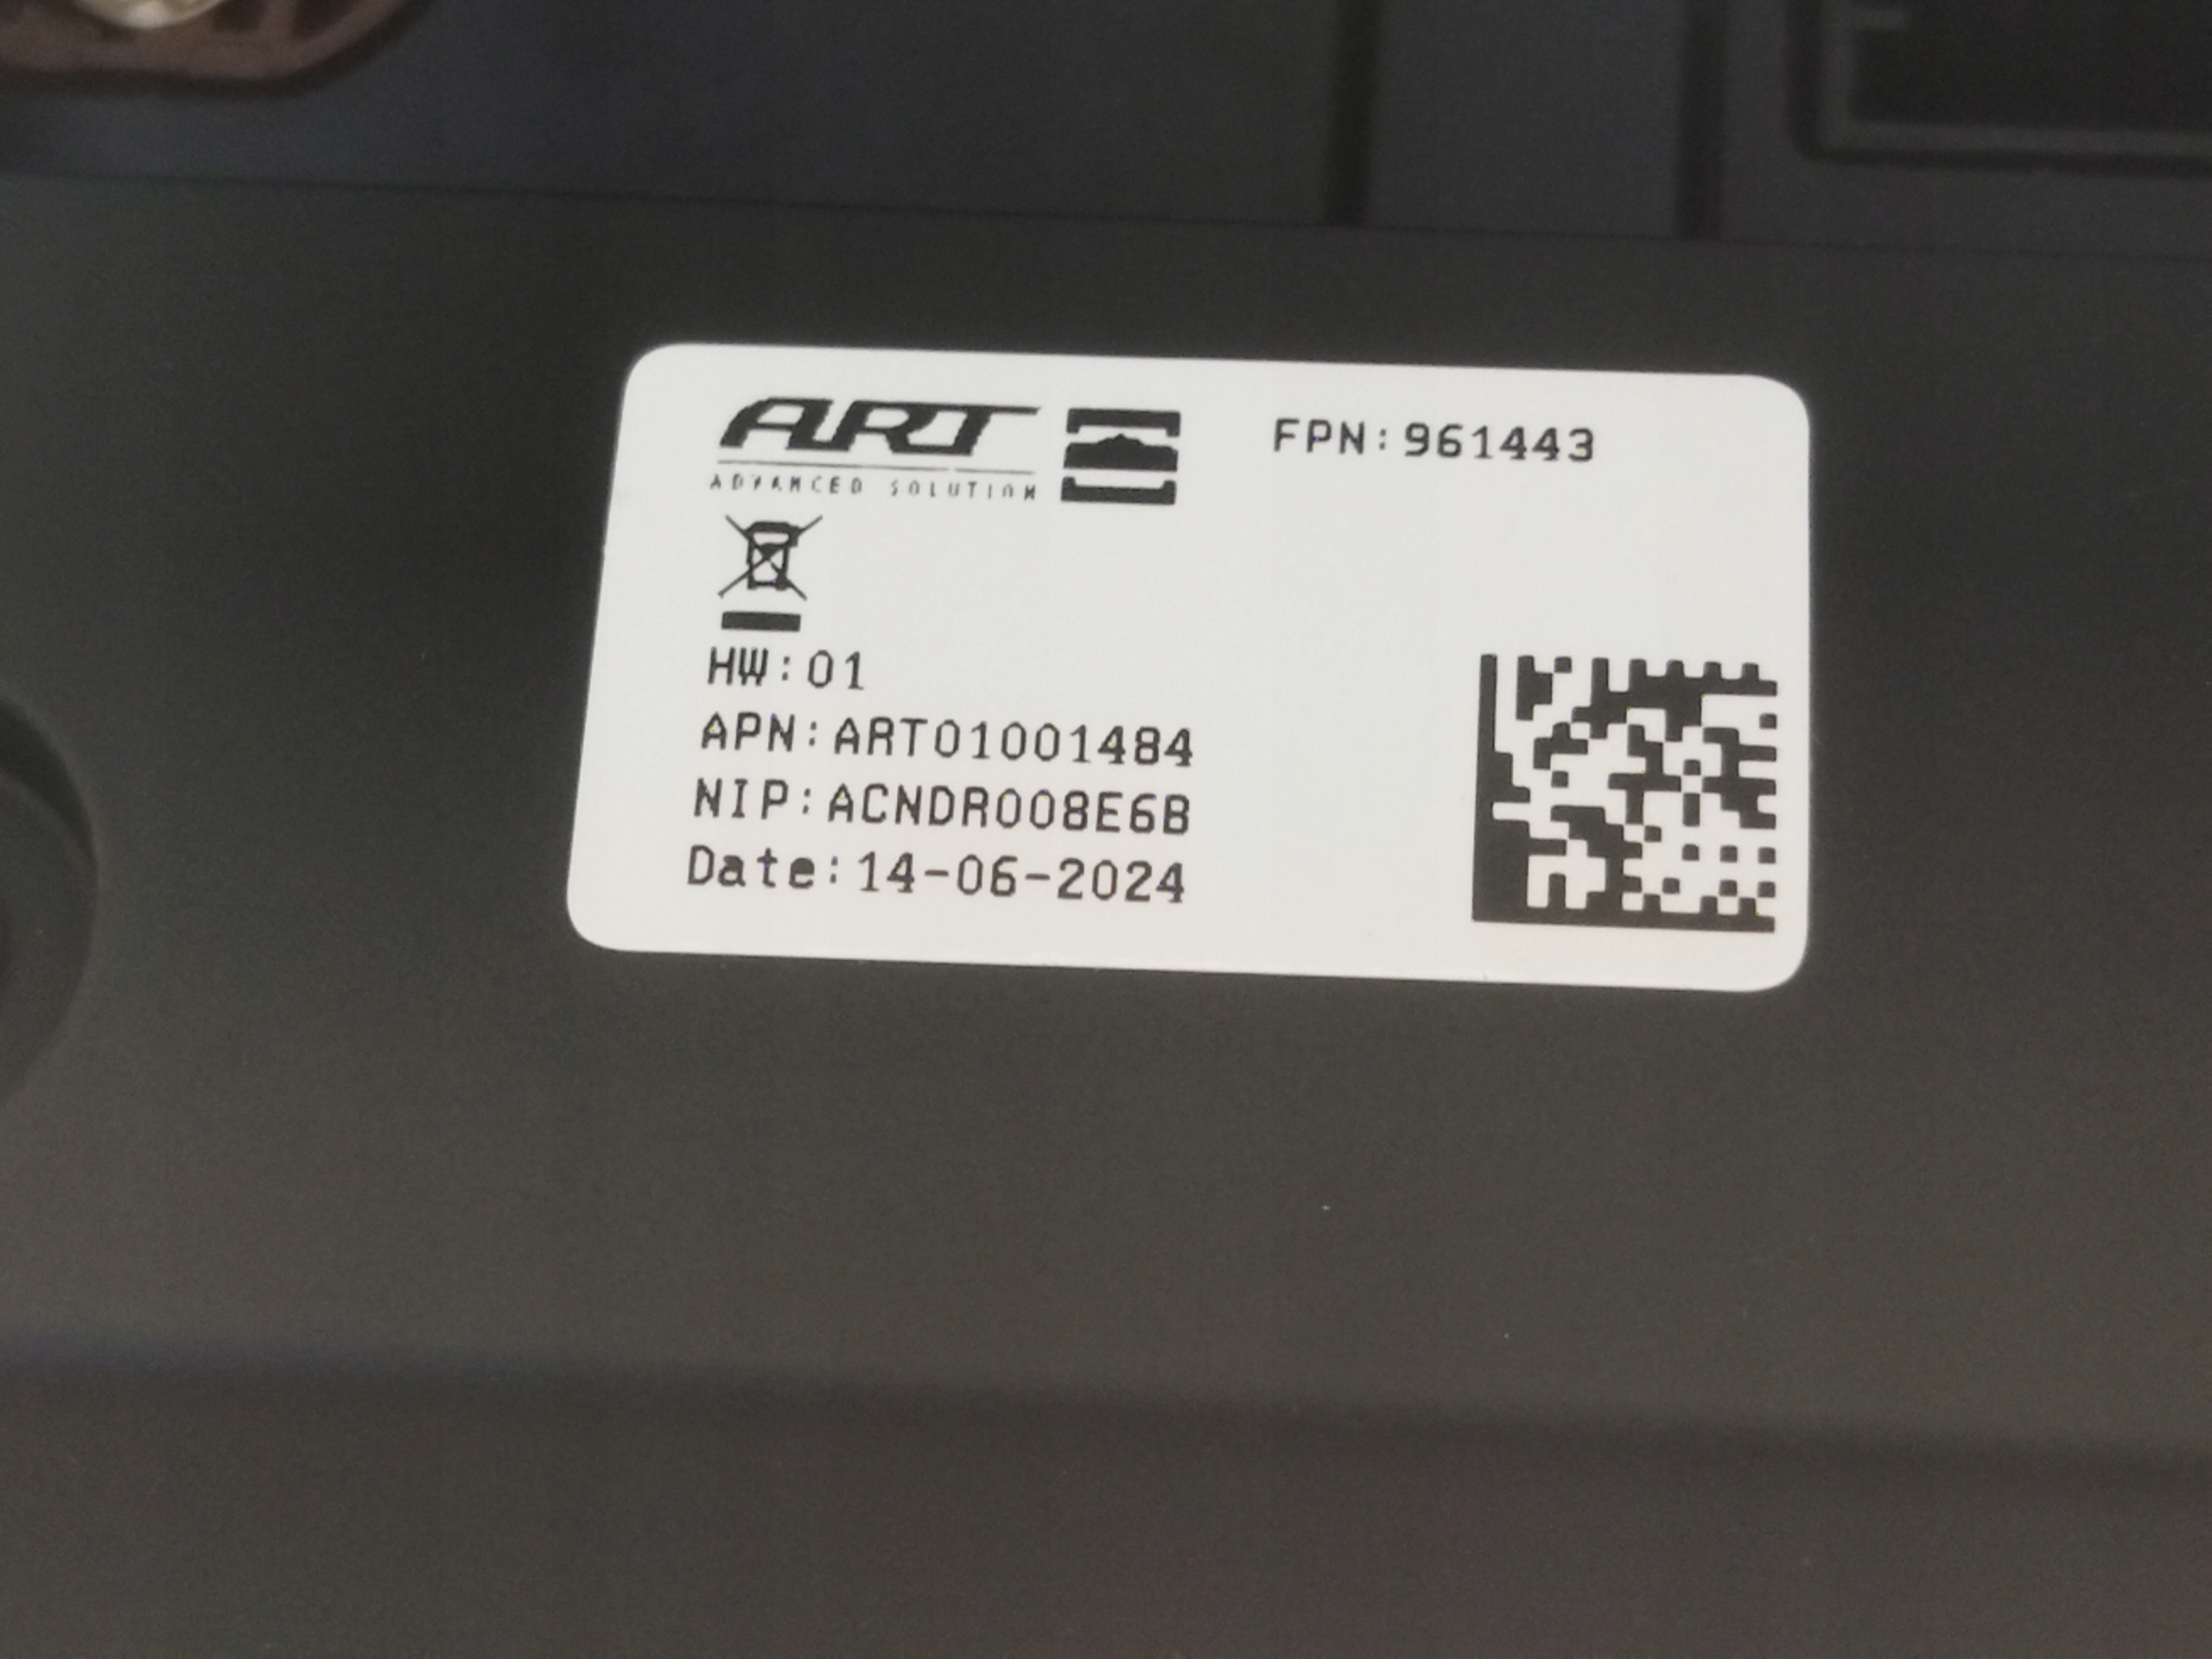 ART
ADVANCED SOLUTION
FPN:961443
HW:01
APN:ART01001484
NIP:ACNDR008E6B
Date:14-06-2024